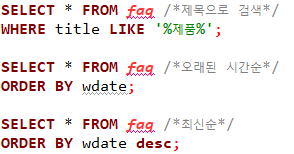 SELECT * FROM faq /*제목으로 검색*/
WHERE title LIKE '%제품%';
SELECT * FROM faq /*오래된 시간순*/
ORDER BY wdate;
SELECT * FROM faq /*최신순*/
ORDER BY wdate desc;